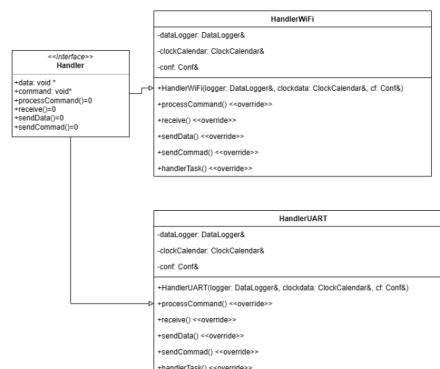 <<Interface>>
Handler
+data: void *
+command: void*
+processCommand()=0
+receive()=0
+sendData()=0
+sendCommad()=0
HandlerWiFi
-dataLogger: DataLogger&
-clockCalendar: ClockCalendar&
-conf: Conf&
+HandlerWiFi(logger: DataLogger&, clockdata: ClockCalendar&, cf: Conf&)
+processCommand() <<override>>
+receive() <<override>>
+sendData() <<override>>
+sendCommad() <<override>>
+handlerTask() <<override>>
HandlerUART
-dataLogger: DataLogger&
-clockCalendar: ClockCalendar&
-conf: Conf&
+HandlerUART(logger: DataLogger&, clockdata: ClockCalendar&, cf: Conf&)
+processCommand() <<override>>
+receive() <<override>>
+sendData() <<override>>
+sendCommad() <<override>>
+handlerTask() <<override>>